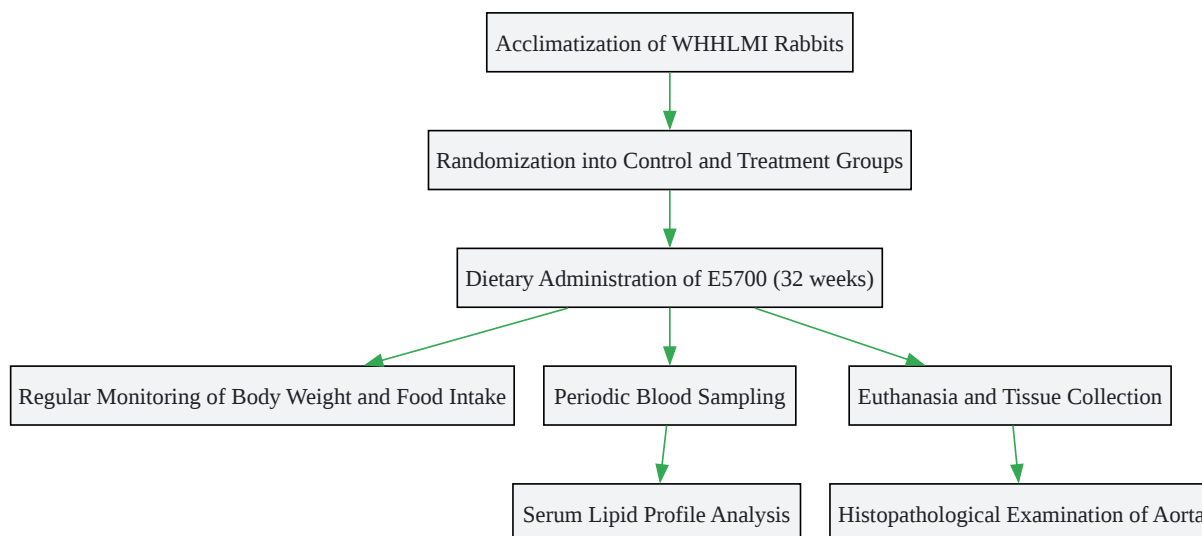 Acclimatization of WHHLMI Rabbits
Randomization into Control and Treatment Groups
Dietary Administration of E5700 (32 weeks)
Regular Monitoring of Body Weight and Food Intake
Periodic Blood Sampling
Euthanasia and Tissue Collection
Serum Lipid Profile Analysis
Histopathological Examination of Aorta